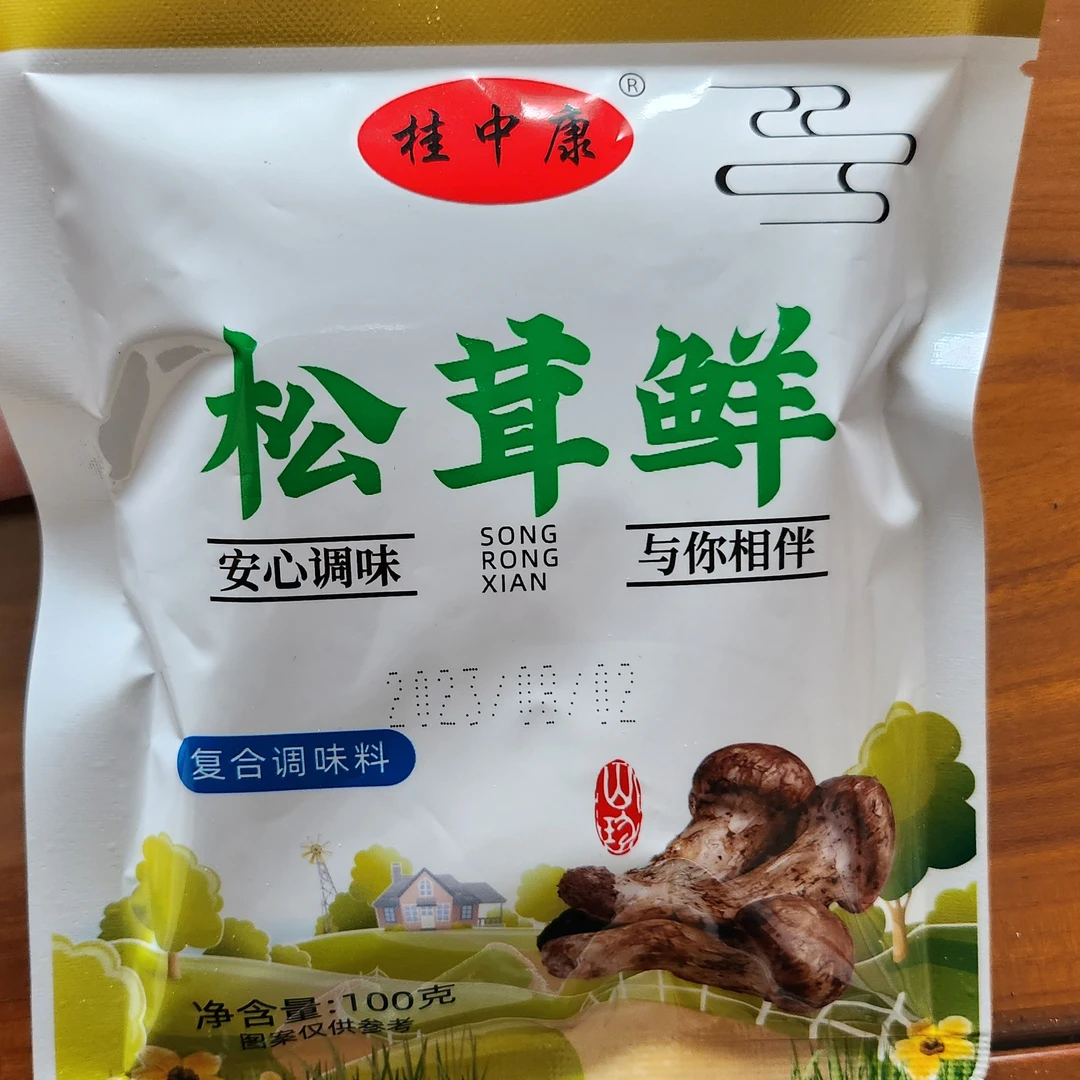 桂中康
®
松茸鲜
安心调味
SONG
RONG
XIAN
与你相伴
2023/09/02
复合调味料
山珍
净含量:100克
图案仅供参考